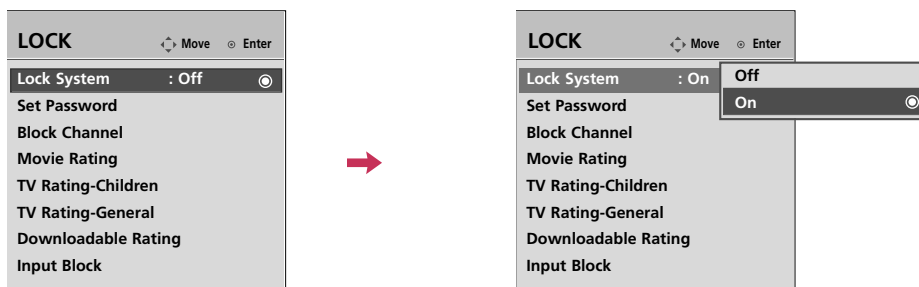 LOCK Move Enter
Lock System : Off
Set Password
Block Channel
Movie Rating
TV Rating-Children
TV Rating-General
Downloadable Rating
Input Block
LOCK Move Enter
Lock System : On
Off
On
Set Password
Block Channel
Movie Rating
TV Rating-Children
TV Rating-General
Downloadable Rating
Input Block